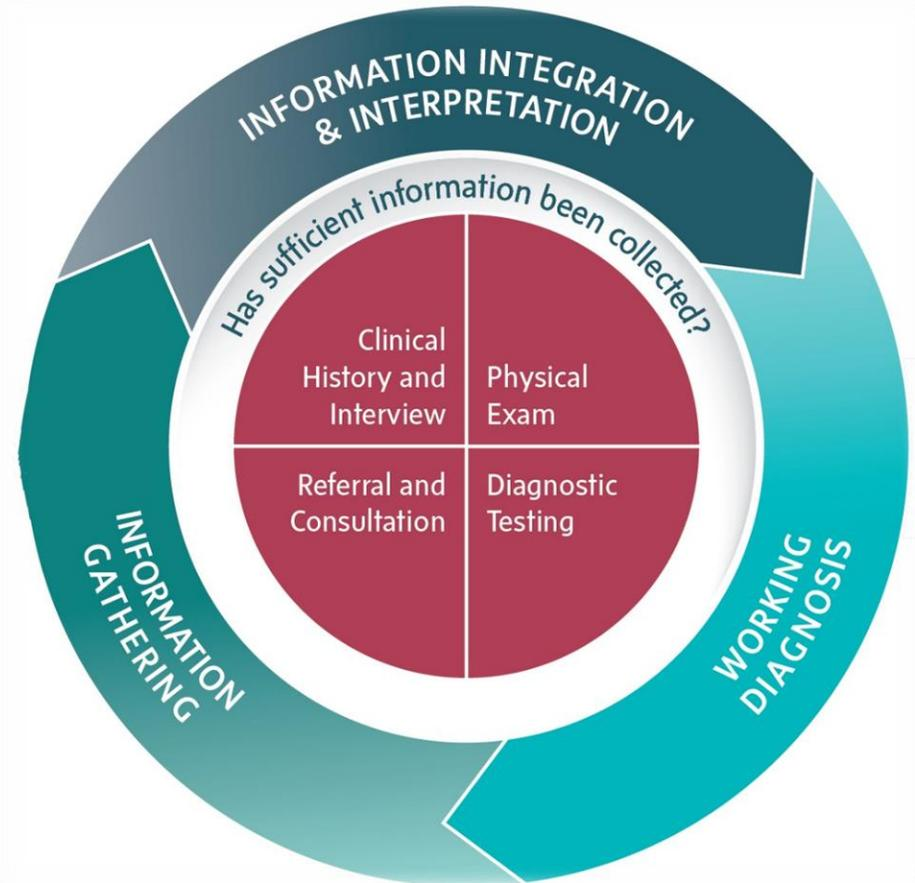 INFORMATION INTEGRATION
& INTERPRETATION
Has sufficient information been collected?
Clinical
History and
Interview
Physical
Exam
Referral and
Consultation
Diagnostic
Testing
INFORMATION
GATHERING
WORKING
DIAGNOSIS